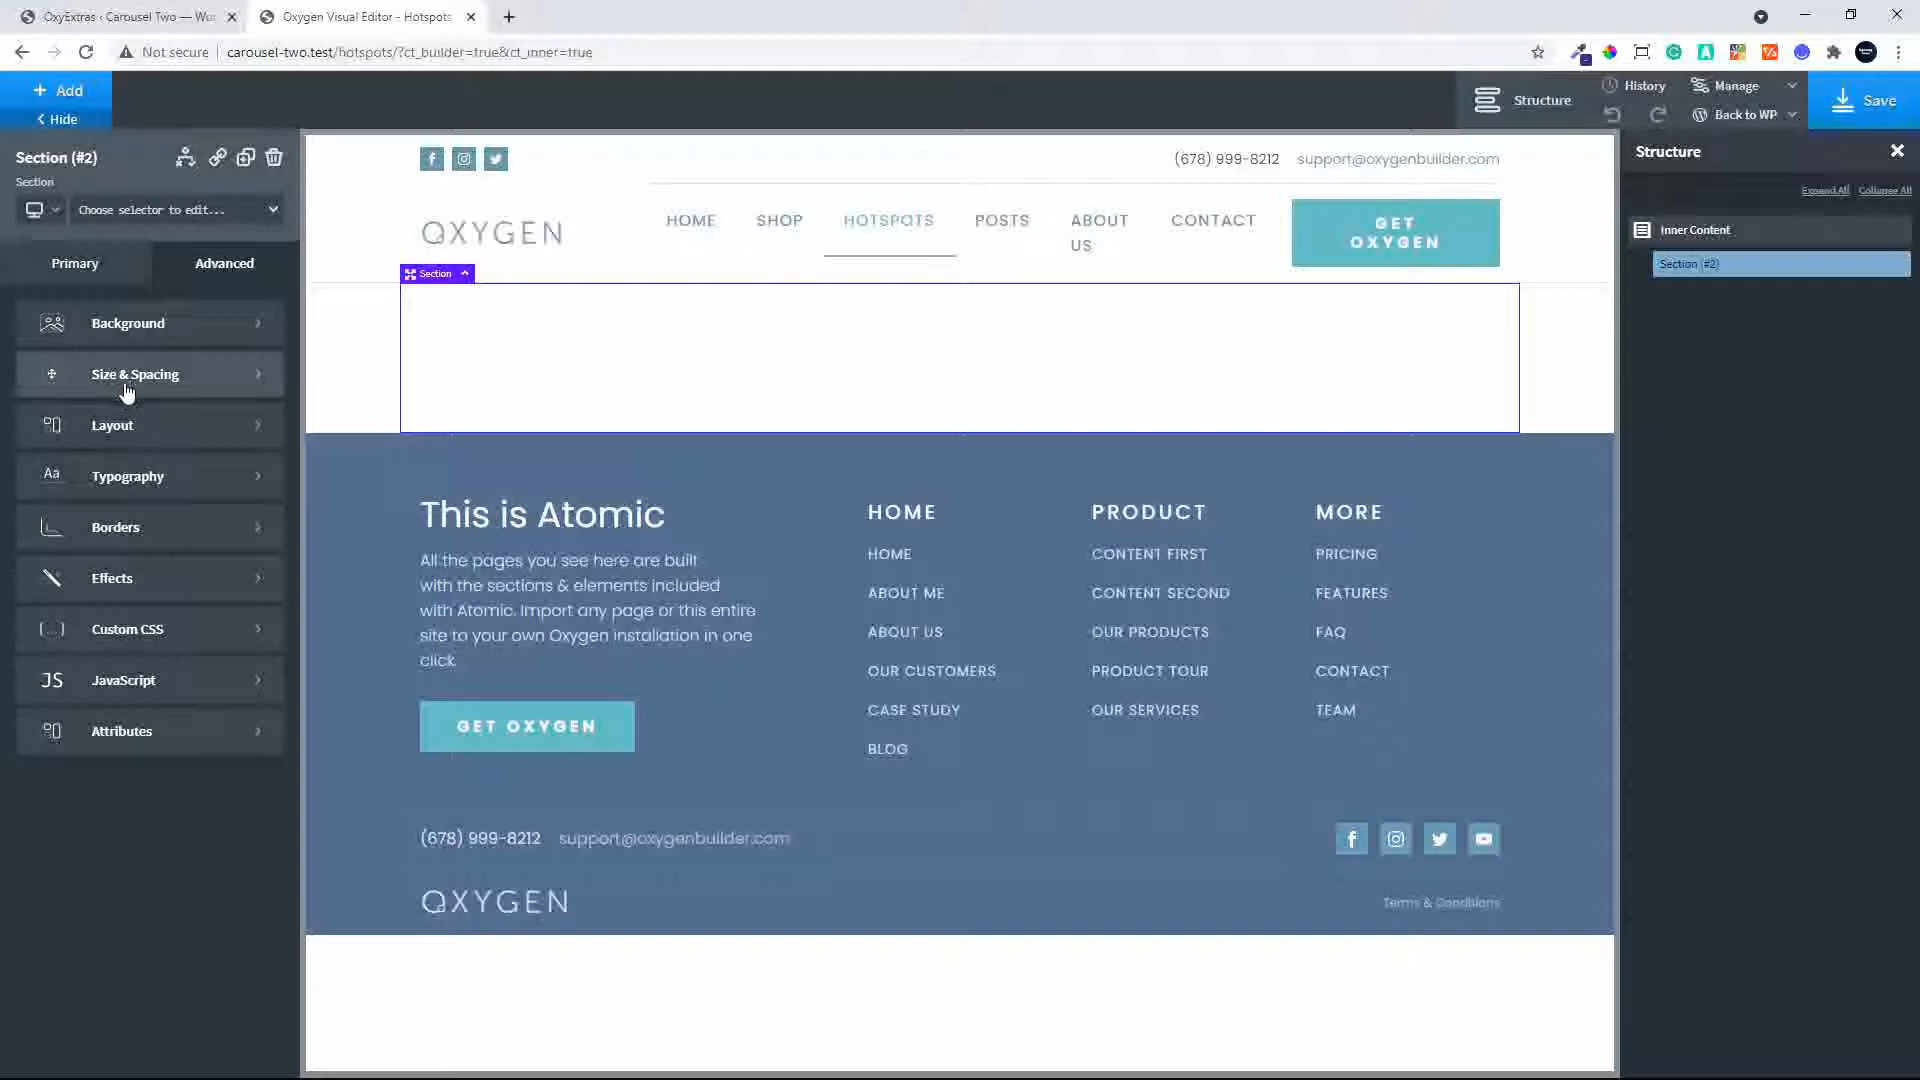 OxyExtras ‹ Carousel Two — Wor
Oxygen Visual Editor - Hotspots
Not secure
carousel-two.test/hotspots/?ct_builder=true&ct_inner=true
+ Add
Hide
Structure
History
Manage
Back to WP
Save
Section (#2)
Section
Choose selector to edit...
Primary
Advanced
Background
Size & Spacing
Layout
Aa Typography
Borders
Effects
Custom CSS
JS JavaScript
Attributes
(678) 999-8212 support@oxygenbuilder.com
OXYGEN
HOME
SHOP
HOTSPOTS
POSTS
ABOUT
US
CONTACT
GET
OXYGEN
Section
This is Atomic
All the pages you see here are built
with the sections & elements included
with Atomic. Import any page or this entire
site to your own Oxygen installation in one
click.
GET OXYGEN
HOME
HOME
ABOUT ME
ABOUT US
OUR CUSTOMERS
CASE STUDY
BLOG
PRODUCT
CONTENT FIRST
CONTENT SECOND
OUR PRODUCTS
PRODUCT TOUR
OUR SERVICES
MORE
PRICING
FEATURES
FAQ
CONTACT
TEAM
(678) 999-8212 support@oxygenbuilder.com
OXYGEN
Terms & Conditions
Structure
Expand All Collapse All
Inner Content
Section (#2)